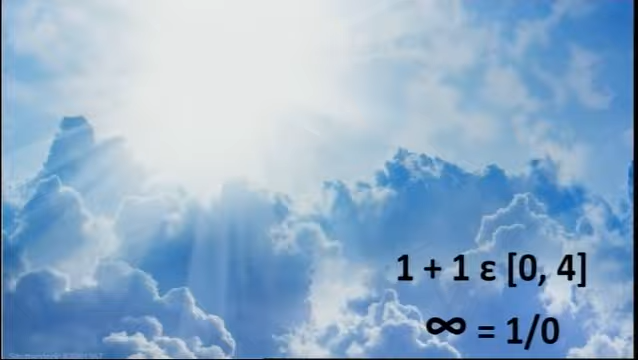 1 + 1 ε [0, 4]
∞ = 1/0